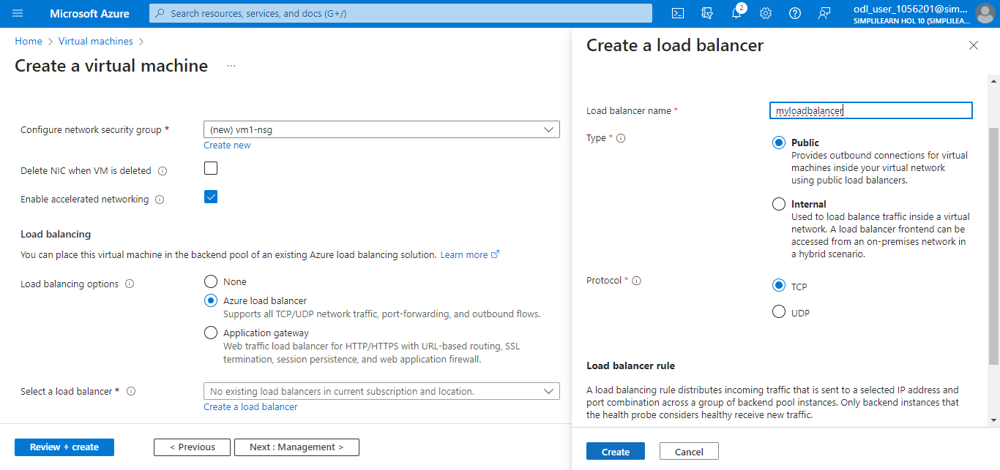 Microsoft Azure
Search resources, services, and docs (G+/)
2
odl_user_1056201@sim...
SIMPLILEARN HOL 10 (SIMPLILEA...
Home > Virtual machines >
Create a virtual machine ...
Configure network security group *
(new) vm1-nsg
Create new
Delete NIC when VM is deleted
Enable accelerated networking
Load balancing
You can place this virtual machine in the backend pool of an existing Azure load balancing solution. Learn more
Load balancing options
None
Azure load balancer
Supports all TCP/UDP network traffic, port-forwarding, and outbound flows.
Application gateway
Web traffic load balancer for HTTP/HTTPS with URL-based routing, SSL
termination, session persistence, and web application firewall.
Select a load balancer *
No existing load balancers in current subscription and location.
Create a load balancer
Review + create
< Previous
Next : Management >
Create a load balancer
Load balancer name *
myloadbalancer
Type *
Public
Provides outbound connections for virtual
machines inside your virtual network
using public load balancers.
Internal
Used to load balance traffic inside a virtual
network. A load balancer frontend can be
accessed from an on-premises network in
a hybrid scenario.
Protocol *
TCP
UDP
Load balancer rule
A load balancing rule distributes incoming traffic that is sent to a selected IP address and
port combination across a group of backend pool instances. Only backend instances that
the health probe considers healthy receive new traffic.
Create
Cancel